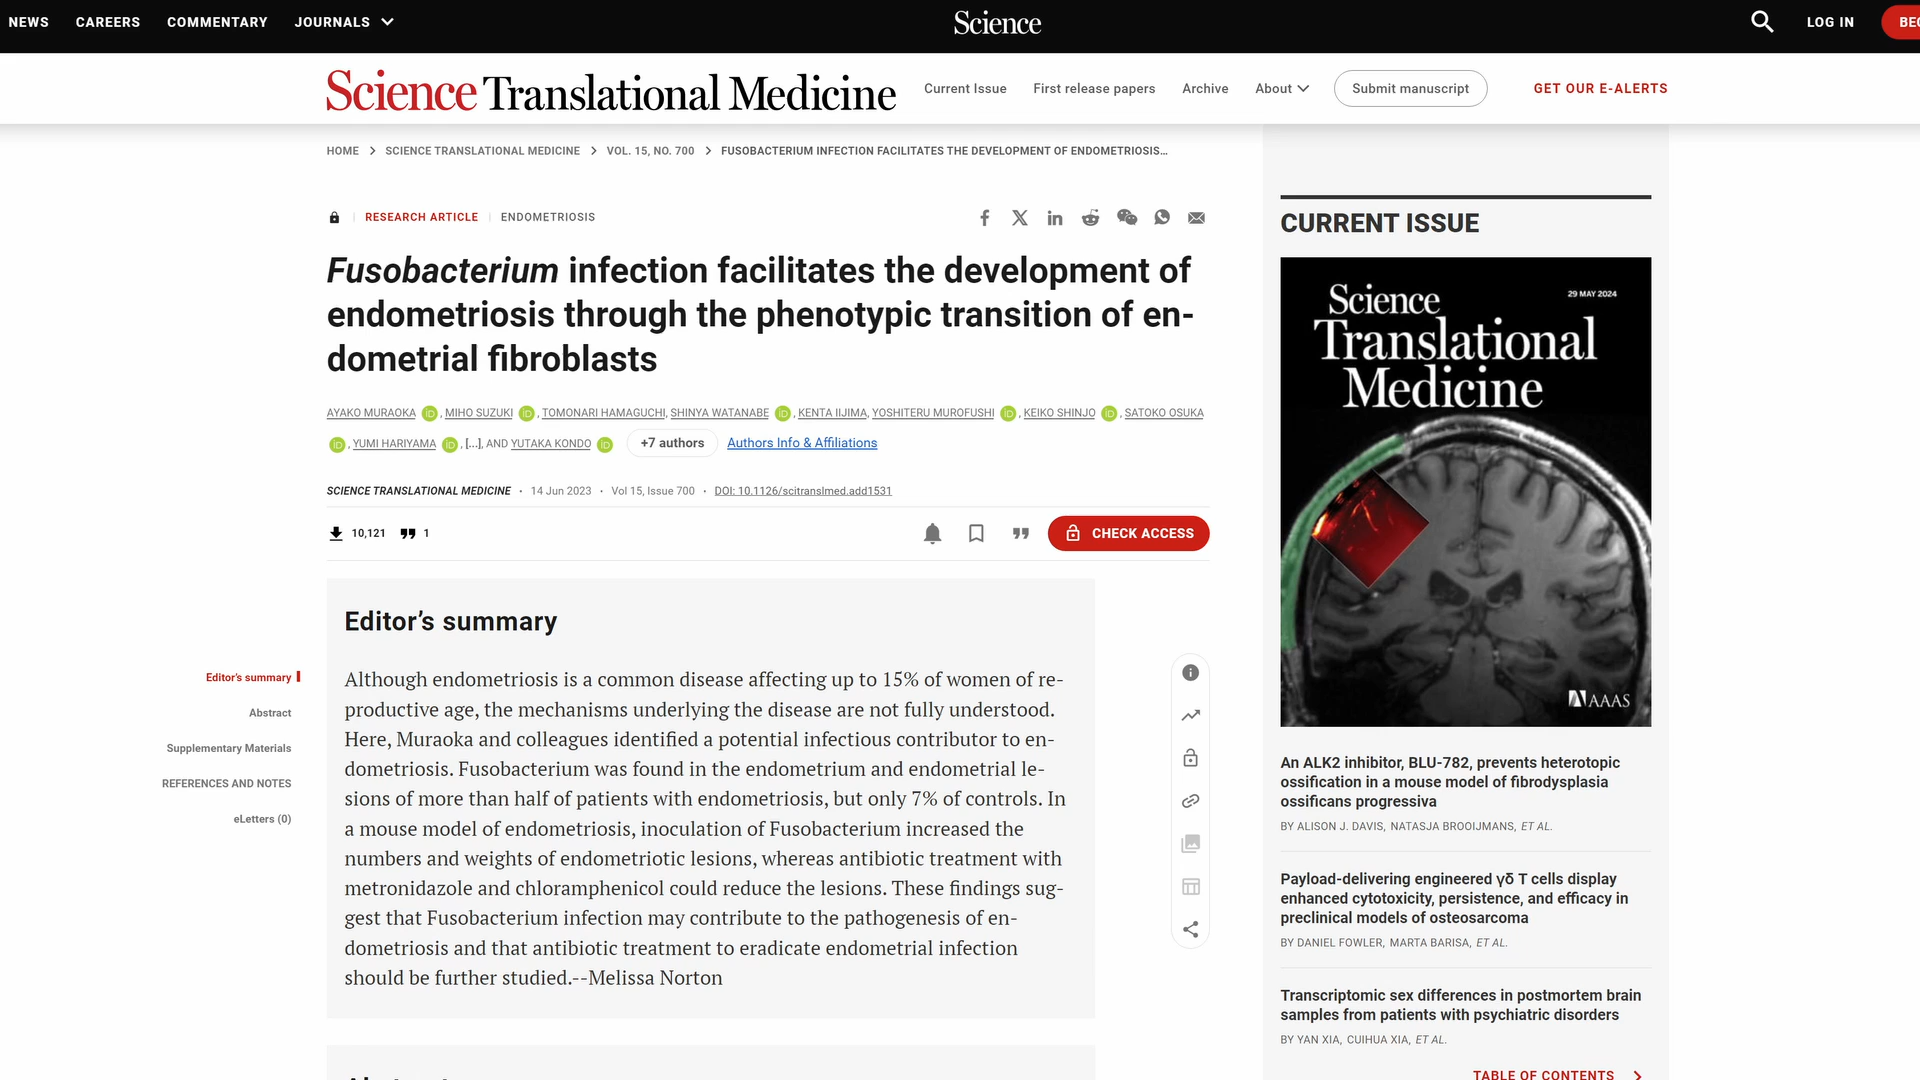 NEWS CAREERS COMMENTARY JOURNALS
Science
LOG IN
Science Translational Medicine
Current Issue First release papers Archive About Submit manuscript GET OUR E-ALERTS
HOME SCIENCE TRANSLATIONAL MEDICINE VOL. 15, NO. 700 FUSOBACTERIUM INFECTION FACILITATES THE DEVELOPMENT OF ENDOMETRIOSIS...
RESEARCH ARTICLE ENDOMETRIOSIS
Fusobacterium infection facilitates the development of
endometriosis through the phenotypic transition of en-
dometrial fibroblasts
AYAKO MURAOKA, MIHO SUZUKI, TOMONARI HAMAGUCHI, SHINYA WATANABE, KENTA IIJIMA, YOSHITERU MUROFUSHI, KEIKO SHINJO, SATOKO OSUKA
, YUMI HARIYAMA, [...], AND YUTAKA KONDO +7 authors Authors Info & Affiliations
SCIENCE TRANSLATIONAL MEDICINE · 14 Jun 2023 · Vol 15, Issue 700 · DOI: 10.1126/scitranslmed.add1531
10,121 1
CHECK ACCESS
Editor's summary
Abstract
Supplementary Materials
REFERENCES AND NOTES
eLetters (0)
Editor's summary
Although endometriosis is a common disease affecting up to 15% of women of re-
productive age, the mechanisms underlying the disease are not fully understood.
Here, Muraoka and colleagues identified a potential infectious contributor to en-
dometriosis. Fusobacterium was found in the endometrium and endometrial le-
sions of more than half of patients with endometriosis, but only 7% of controls. In
a mouse model of endometriosis, inoculation of Fusobacterium increased the
numbers and weights of endometriotic lesions, whereas antibiotic treatment with
metronidazole and chloramphenicol could reduce the lesions. These findings sug-
gest that Fusobacterium infection may contribute to the pathogenesis of en-
dometriosis and that antibiotic treatment to eradicate endometrial infection
should be further studied.--Melissa Norton
CURRENT ISSUE
Science
29 MAY 2024
Translational
Medicine
AAAS
An ALK2 inhibitor, BLU-782, prevents heterotopic
ossification in a mouse model of fibrodysplasia
ossificans progressiva
BY ALISON J. DAVIS, NATASJA BROOIJMANS, ET AL.
Payload-delivering engineered γδ T cells display
enhanced cytotoxicity, persistence, and efficacy in
preclinical models of osteosarcoma
BY DANIEL FOWLER, MARTA BARISA, ET AL.
Transcriptomic sex differences in postmortem brain
samples from patients with psychiatric disorders
BY YAN XIA, CUIHUA XIA, ET AL.
TABLE OF CONTENTS